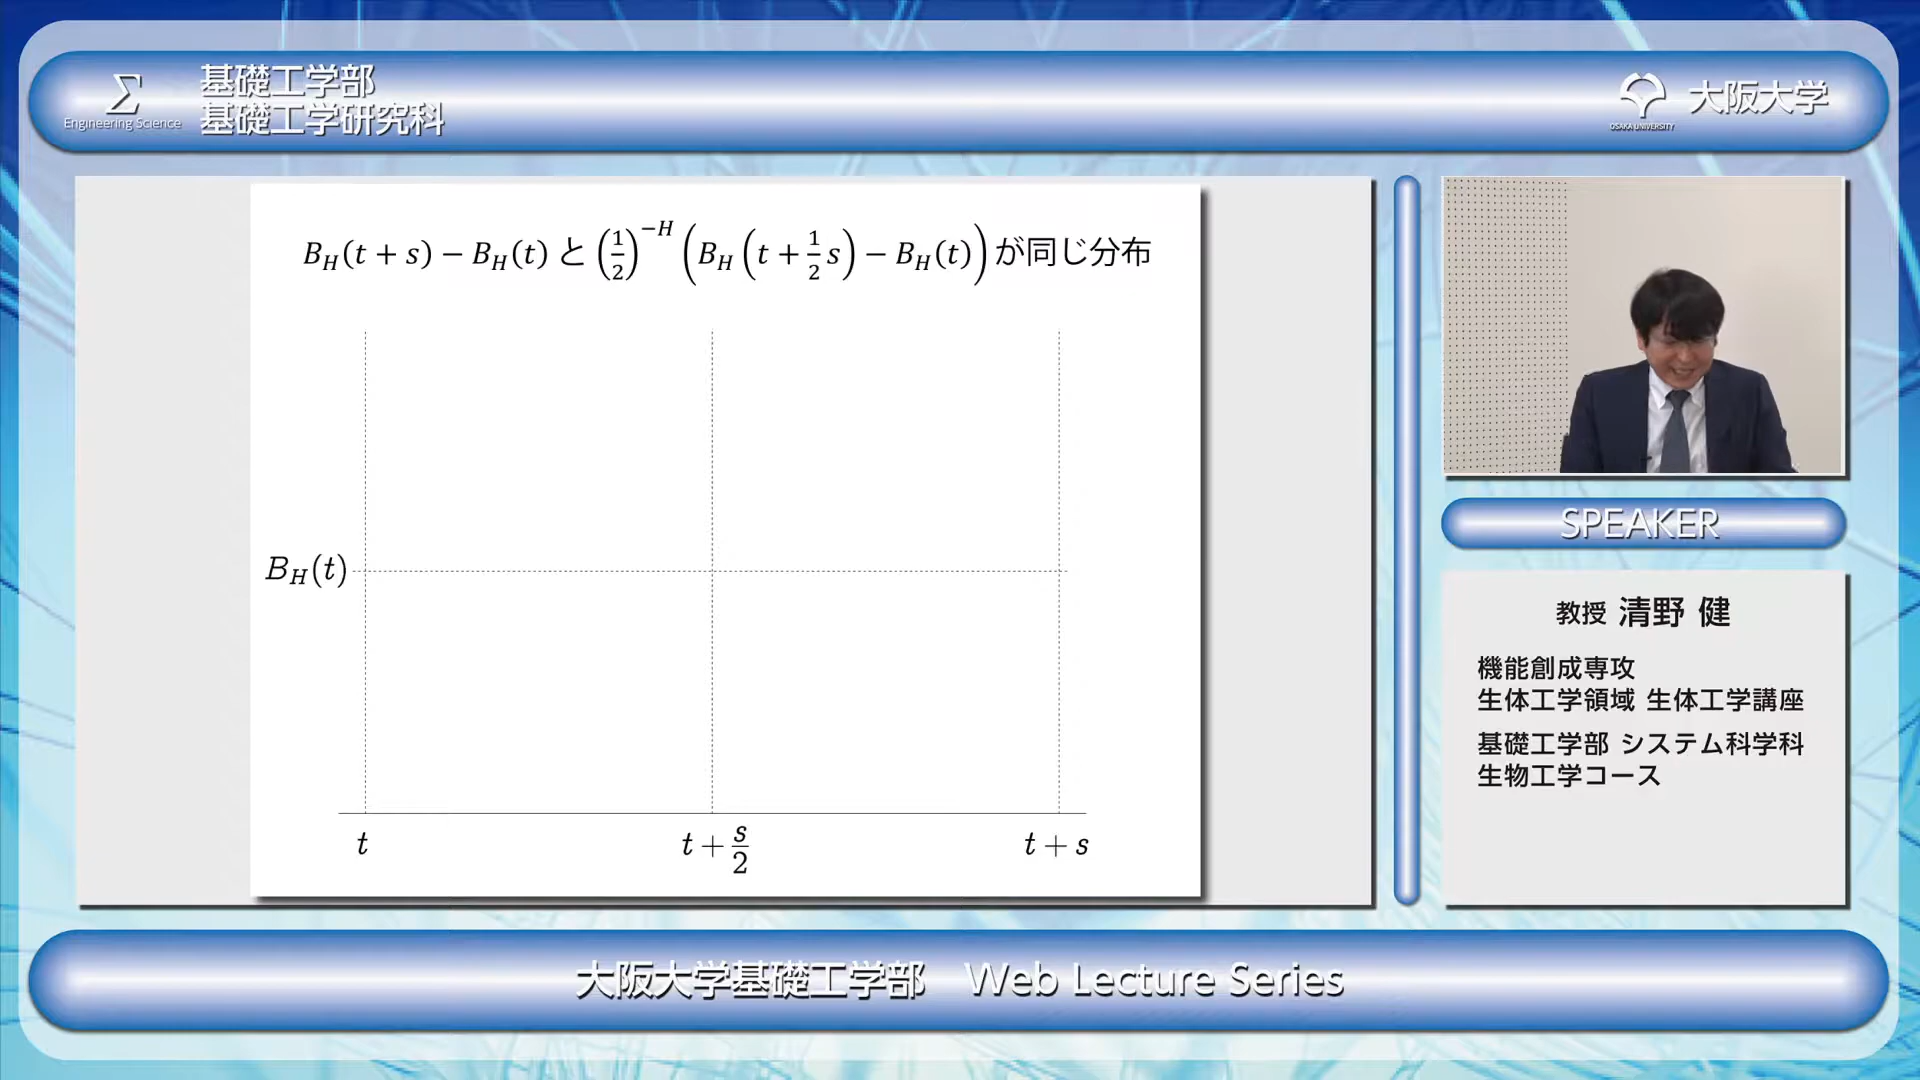 Σ
Engineering Science
基礎工学部
基礎工学研究科
OSAKA UNIVERSITY
大阪大学
B_H(t + s) − B_H(t) と (1/2)^{−H} (B_H (t + 1/2 s) − B_H(t)) が同じ分布
B_H(t)
t
t + s/2
t + s
SPEAKER
教授 清野 健
機能創成専攻
生体工学領域 生体工学講座
基礎工学部 システム科学科
生物工学コース
大阪大学基礎工学部 Web Lecture Series